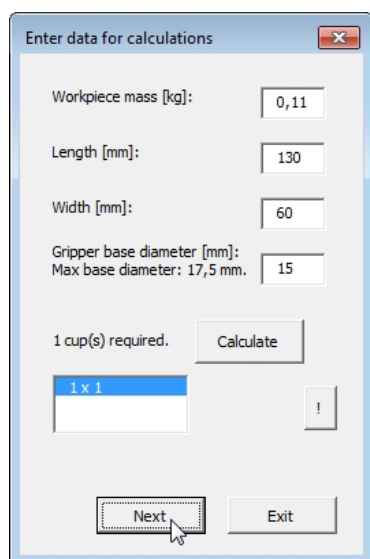 Enter data for calculations
Workpiece mass [kg]: 0,11
Length [mm]: 130
Width [mm]: 60
Gripper base diameter [mm]:
Max base diameter: 17,5 mm. 15
1 cup(s) required. Calculate
1 x 1
!
Next Exit